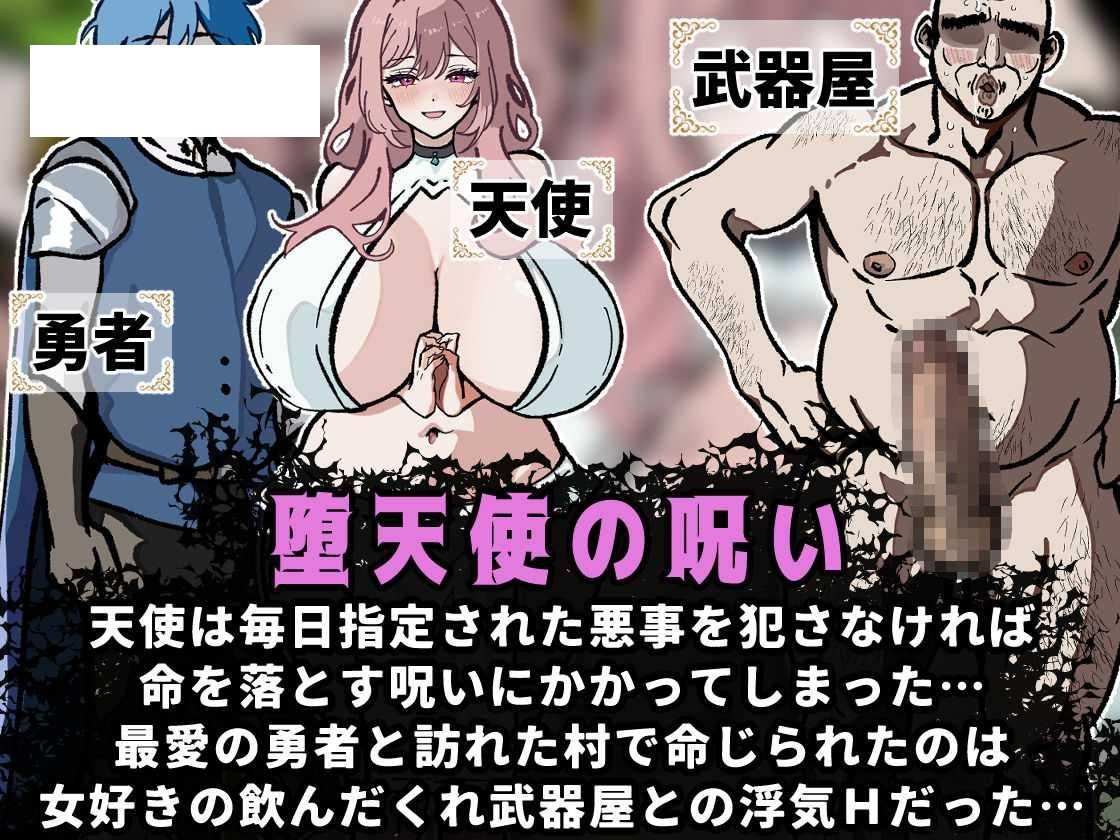 武器屋
天使
勇者
堕天使の呪い
天使は毎日指定された悪事を犯さなければ
命を落とす呪いにかかってしまった…
最愛の勇者と訪れた村で命じられたのは
女好きの飲んだくれ武器屋との浮気Hだった…